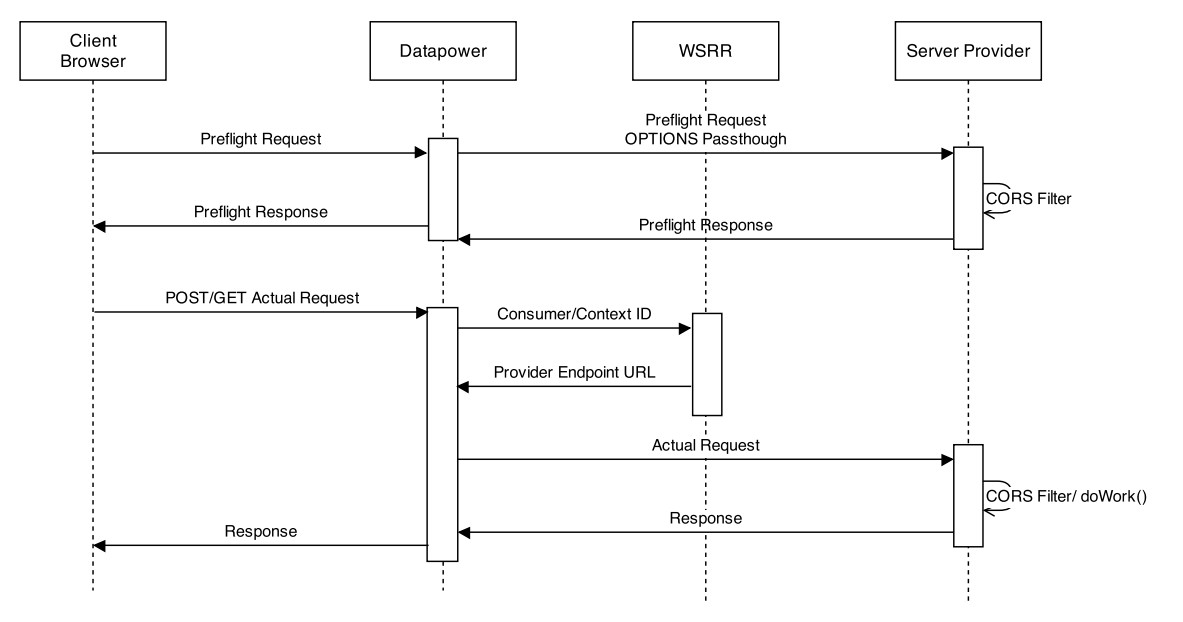 Client
Browser
Datapower
WSRR
Server Provider
Preflight Request
Preflight Request
OPTIONS Passthough
CORS Filter
Preflight Response
Preflight Response
POST/GET Actual Request
Consumer/Context ID
Provider Endpoint URL
Actual Request
CORS Filter/ doWork()
Response
Response